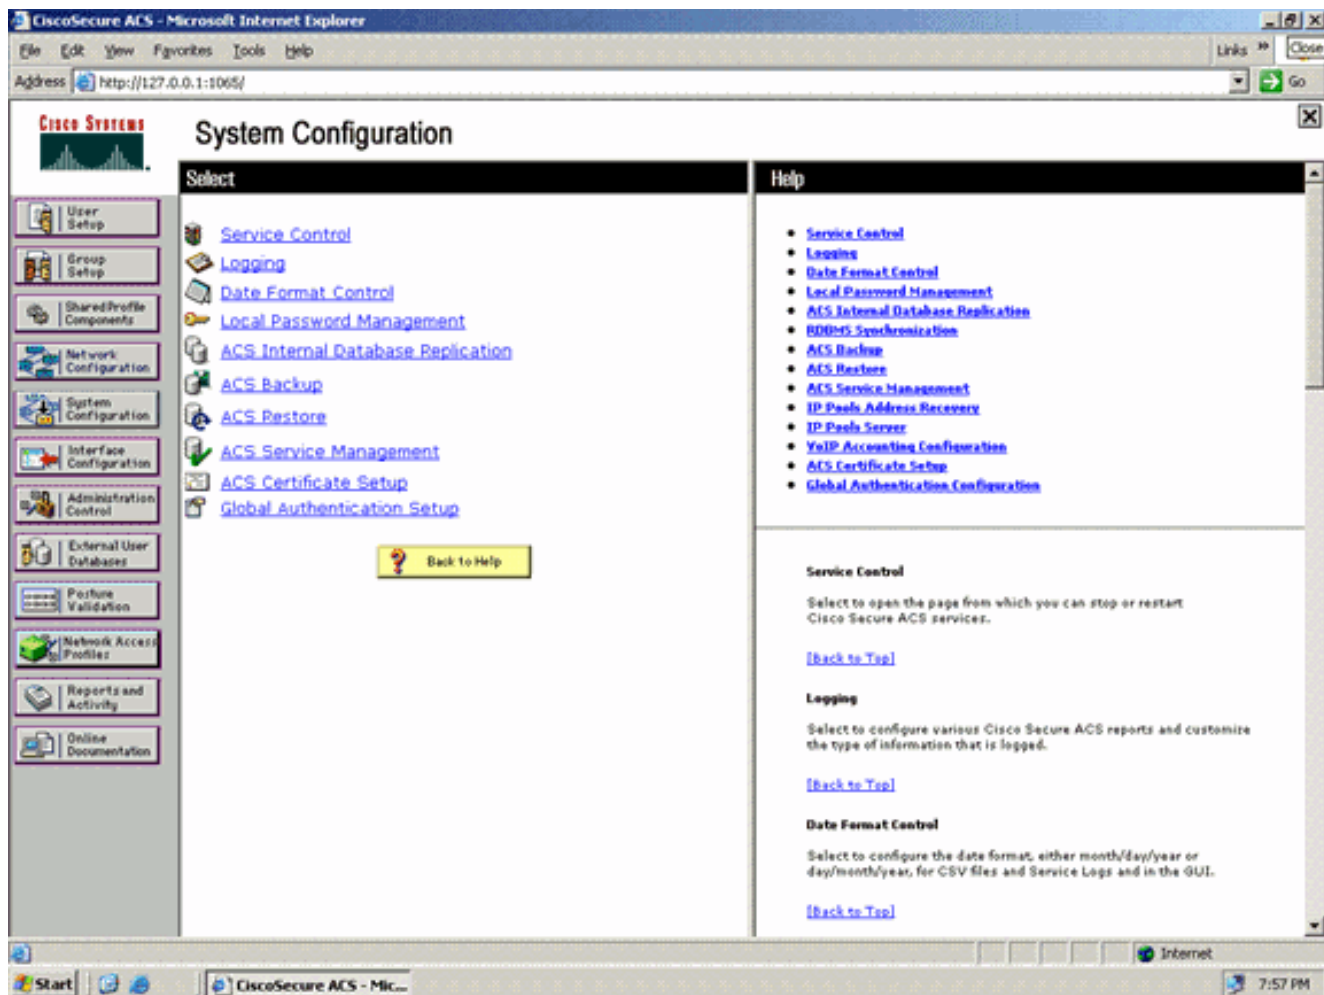 CiscoSecure ACS - Microsoft Internet Explorer
File Edit View Favorites Tools Help
Links »
Close
Address http://127.0.0.1:1065/
Go
CISCO SYSTEMS
System Configuration
Select
Help
User
Setup
Group
Setup
Shared Profile
Components
Network
Configuration
System
Configuration
Interface
Configuration
Administration
Control
External User
Databases
Posture
Validation
Network Access
Profiles
Reports and
Activity
Online
Documentation
Service Control
Logging
Date Format Control
Local Password Management
ACS Internal Database Replication
ACS Backup
ACS Restore
ACS Service Management
ACS Certificate Setup
Global Authentication Setup
Back to Help
Service Control
Logging
Date Format Control
Local Password Management
ACS Internal Database Replication
RDBMS Synchronization
ACS Backup
ACS Restore
ACS Service Management
IP Pools Address Recovery
IP Pools Server
VoIP Accounting Configuration
ACS Certificate Setup
Global Authentication Configuration
Service Control
Select to open the page from which you can stop or restart
Cisco Secure ACS services.
[Back to Top]
Logging
Select to configure various Cisco Secure ACS reports and customize
the type of information that is logged.
[Back to Top]
Date Format Control
Select to configure the date format, either month/day/year or
day/month/year, for CSV files and Service Logs and in the GUI.
[Back to Top]
Internet
Start
CiscoSecure ACS - Mic...
7:57 PM